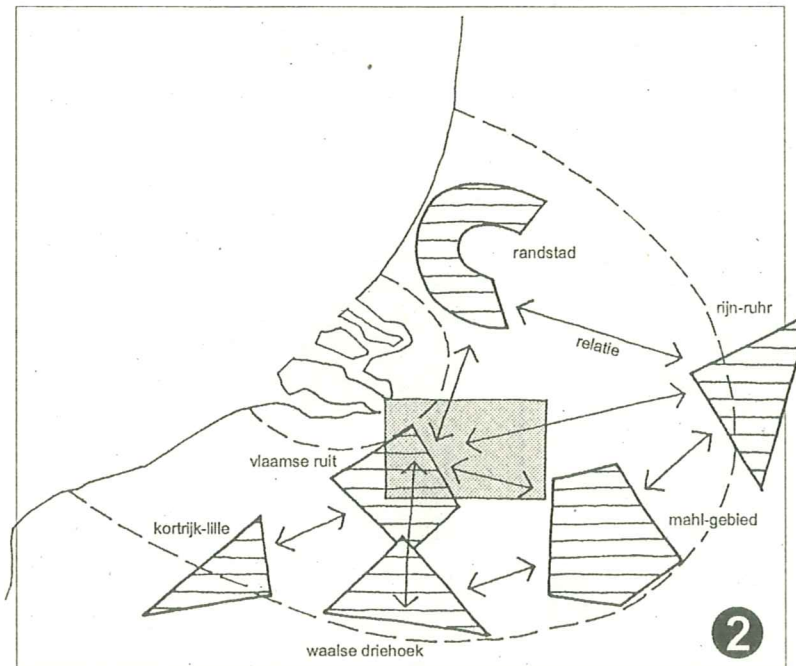 randstad
rijn-ruhr
relatie
vlaamse ruit
kortrijk-lille
mahl-gebied
waalse driehoek
2